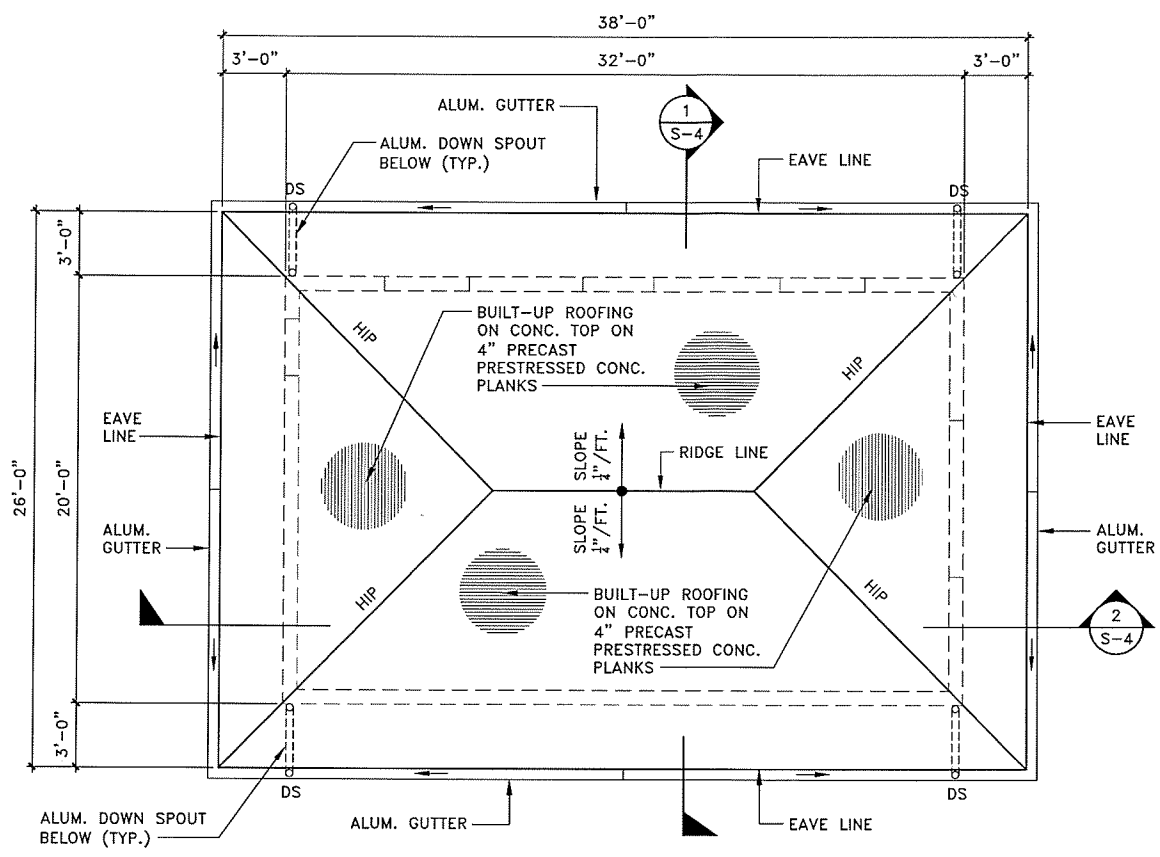 38'-0"
3'-0"
32'-0"
3'-0"
ALUM. GUTTER
1
S-4
ALUM. DOWN SPOUT
BELOW (TYP.)
EAVE LINE
DS
DS
3'-0"
BUILT-UP ROOFING
ON CONC. TOP ON
4" PRECAST
PRESTRESSED CONC.
PLANKS
HIP
HIP
EAVE
LINE
EAVE
LINE
SLOPE
¼"/FT.
RIDGE LINE
26'-0"
20'-0"
SLOPE
¼"/FT.
ALUM.
GUTTER
ALUM.
GUTTER
HIP
HIP
BUILT-UP ROOFING
ON CONC. TOP ON
4" PRECAST
PRESTRESSED CONC.
PLANKS
2
S-4
3'-0"
DS
DS
ALUM. DOWN SPOUT
BELOW (TYP.)
ALUM. GUTTER
EAVE LINE